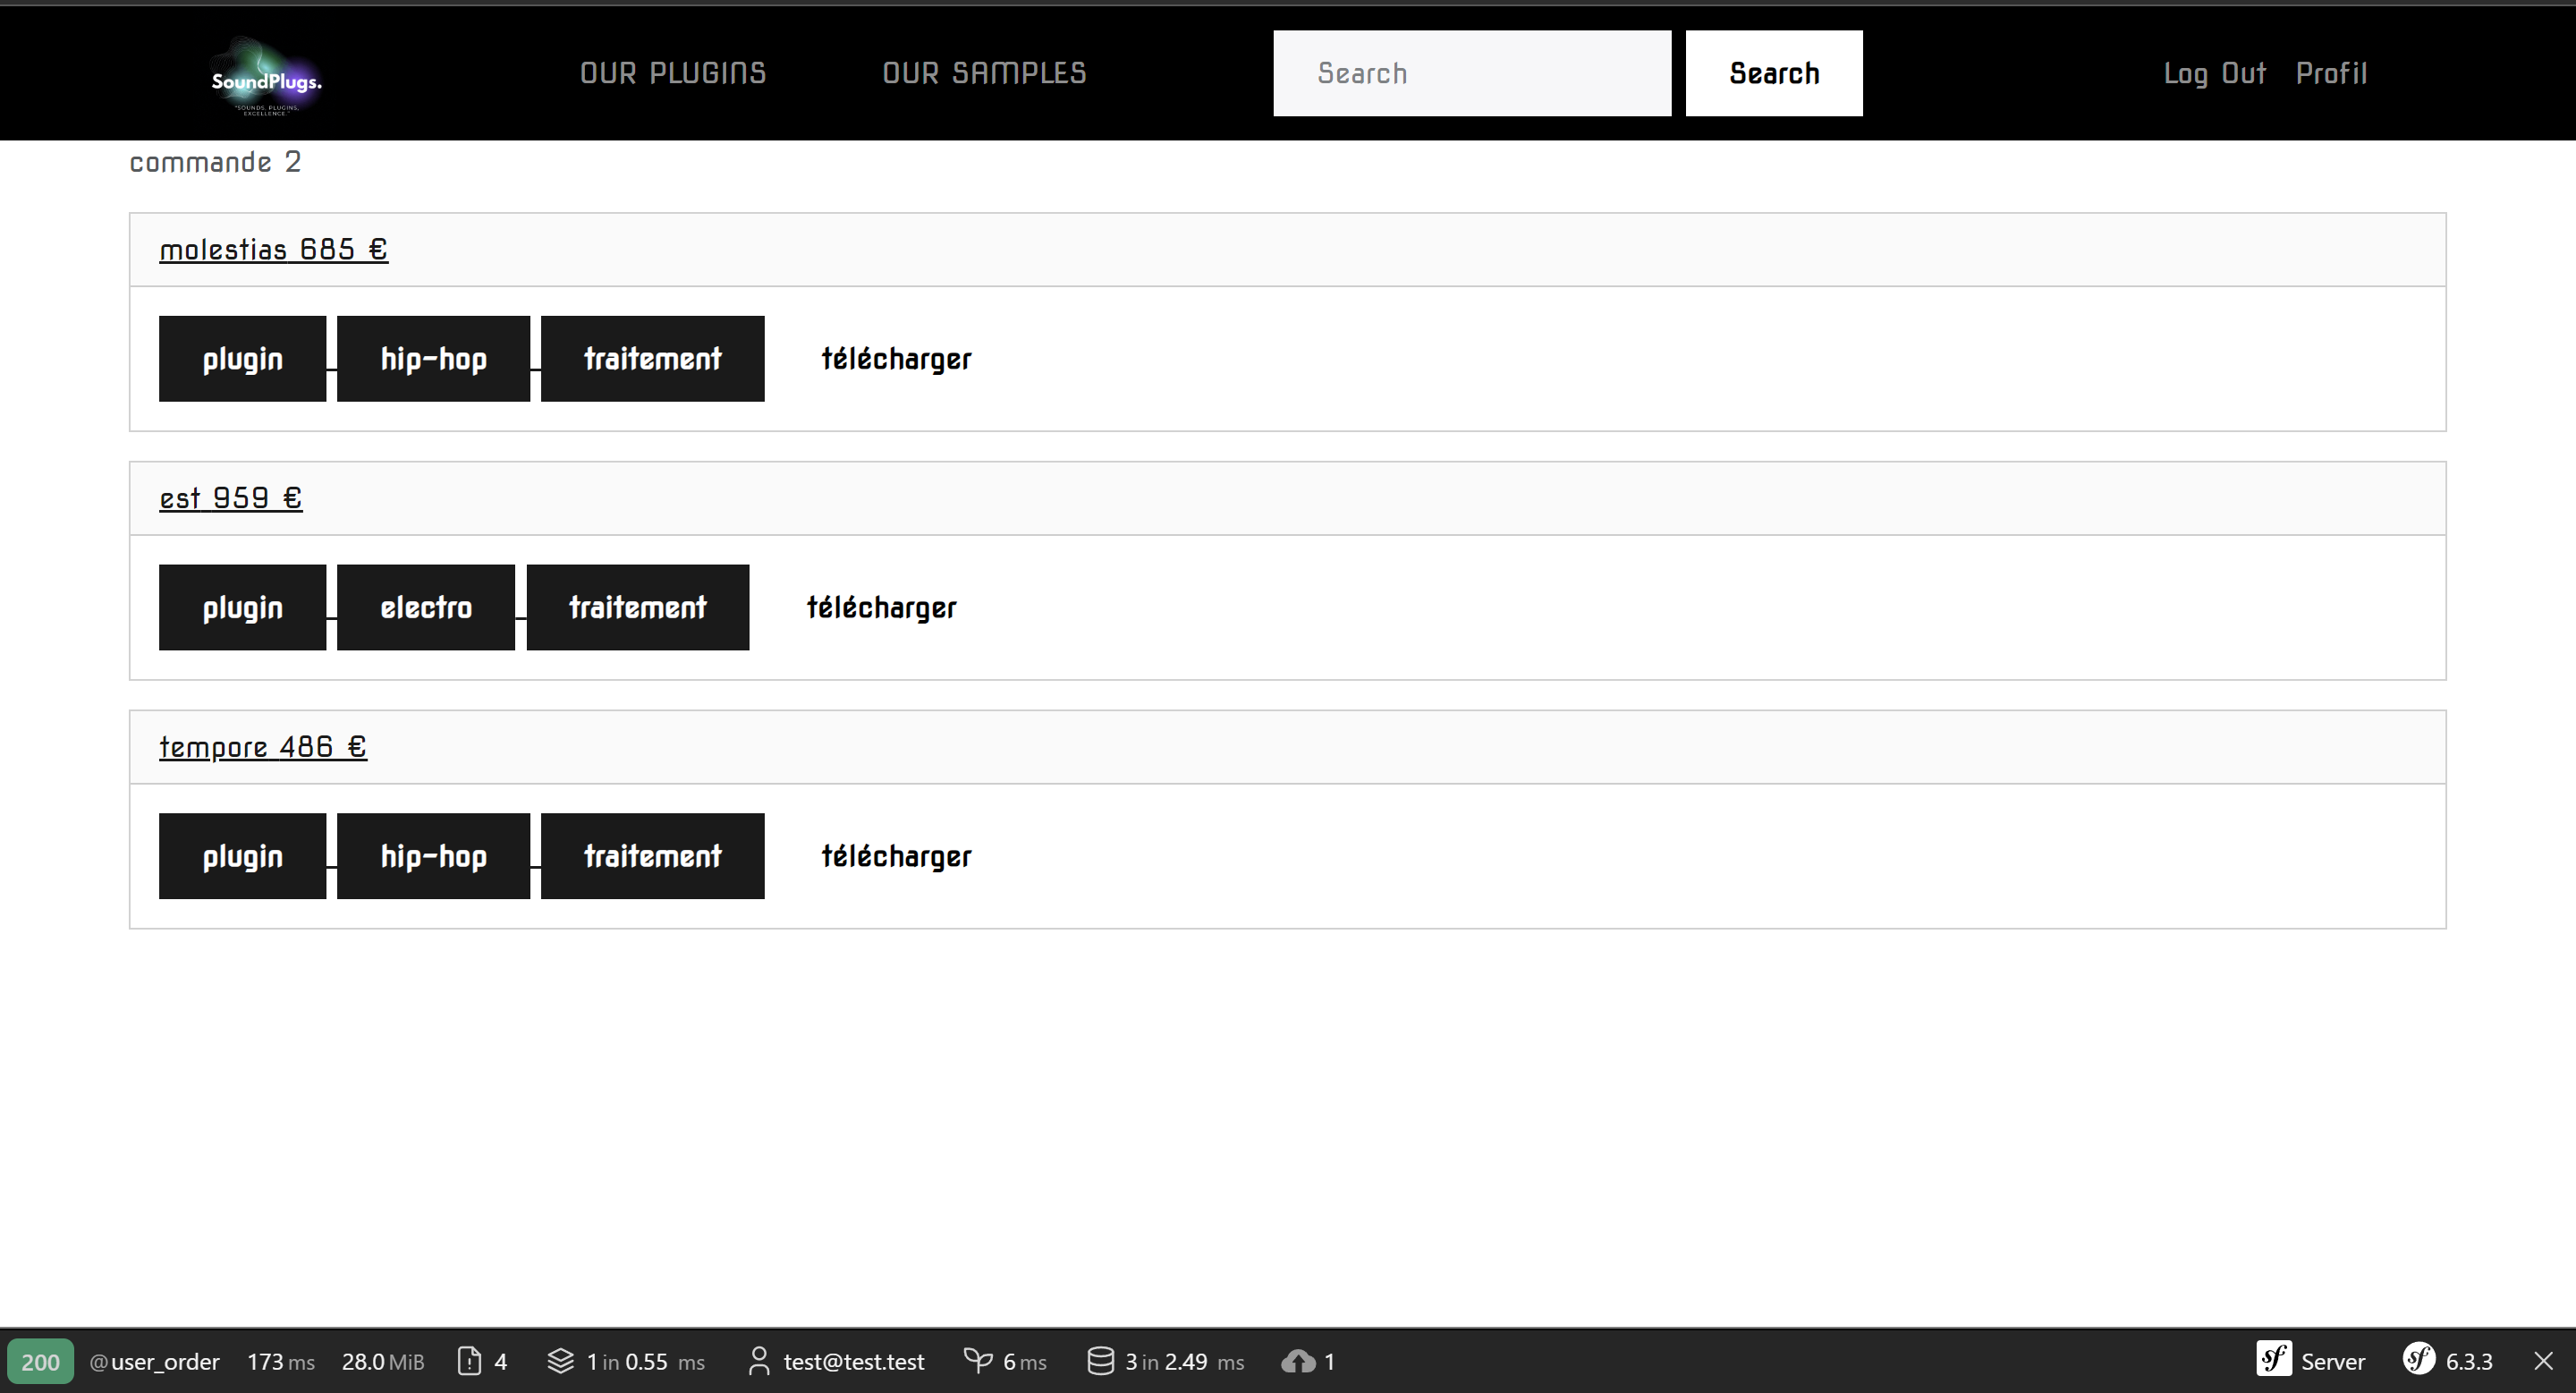 SoundPlugs.
"SOUNDS, PLUGINS,
EXCELLENCE."
OUR PLUGINS
OUR SAMPLES
Search
Search
Log Out
Profil
commande 2
molestias 685 €
plugin hip-hop traitement télécharger
est 959 €
plugin electro traitement télécharger
tempore 486 €
plugin hip-hop traitement télécharger
200 @user_order 173 ms 28.0 MiB 4 1 in 0.55 ms test@test.test 6 ms 3 in 2.49 ms 1 sf Server sf 6.3.3